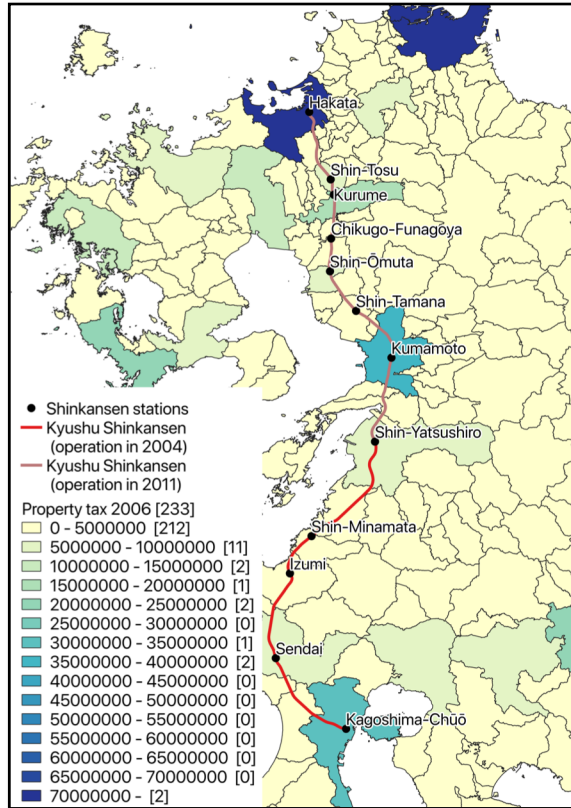 Hakata
Shin-Tosu
Kurume
Chikugo-Funagoya
Shin-Ōmuta
Shin-Tamana
Kumamoto
Shin-Yatsushiro
Shin-Minamata
Izumi
Sendai
Kagoshima-Chūō
Shinkansen stations
Kyushu Shinkansen
(operation in 2004)
Kyushu Shinkansen
(operation in 2011)
Property tax 2006 [233]
0 - 5000000 [212]
5000000 - 10000000 [11]
10000000 - 15000000 [2]
15000000 - 20000000 [1]
20000000 - 25000000 [2]
25000000 - 30000000 [0]
30000000 - 35000000 [1]
35000000 - 40000000 [2]
40000000 - 45000000 [0]
45000000 - 50000000 [0]
50000000 - 55000000 [0]
55000000 - 60000000 [0]
60000000 - 65000000 [0]
65000000 - 70000000 [0]
70000000 - [2]